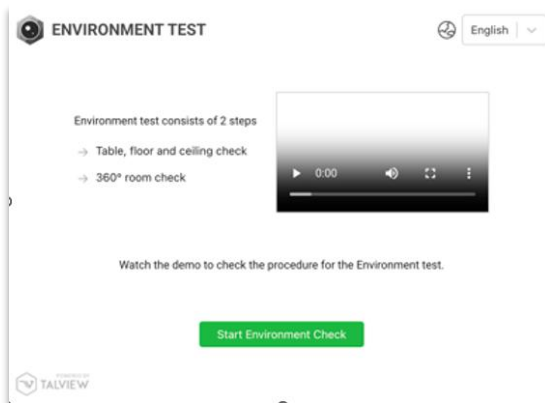 ENVIRONMENT TEST
English
Environment test consists of 2 steps
→ Table, floor and ceiling check
→ 360° room check
0:00
Watch the demo to check the procedure for the Environment test.
Start Environment Check
POWERED BY
TALVIEW